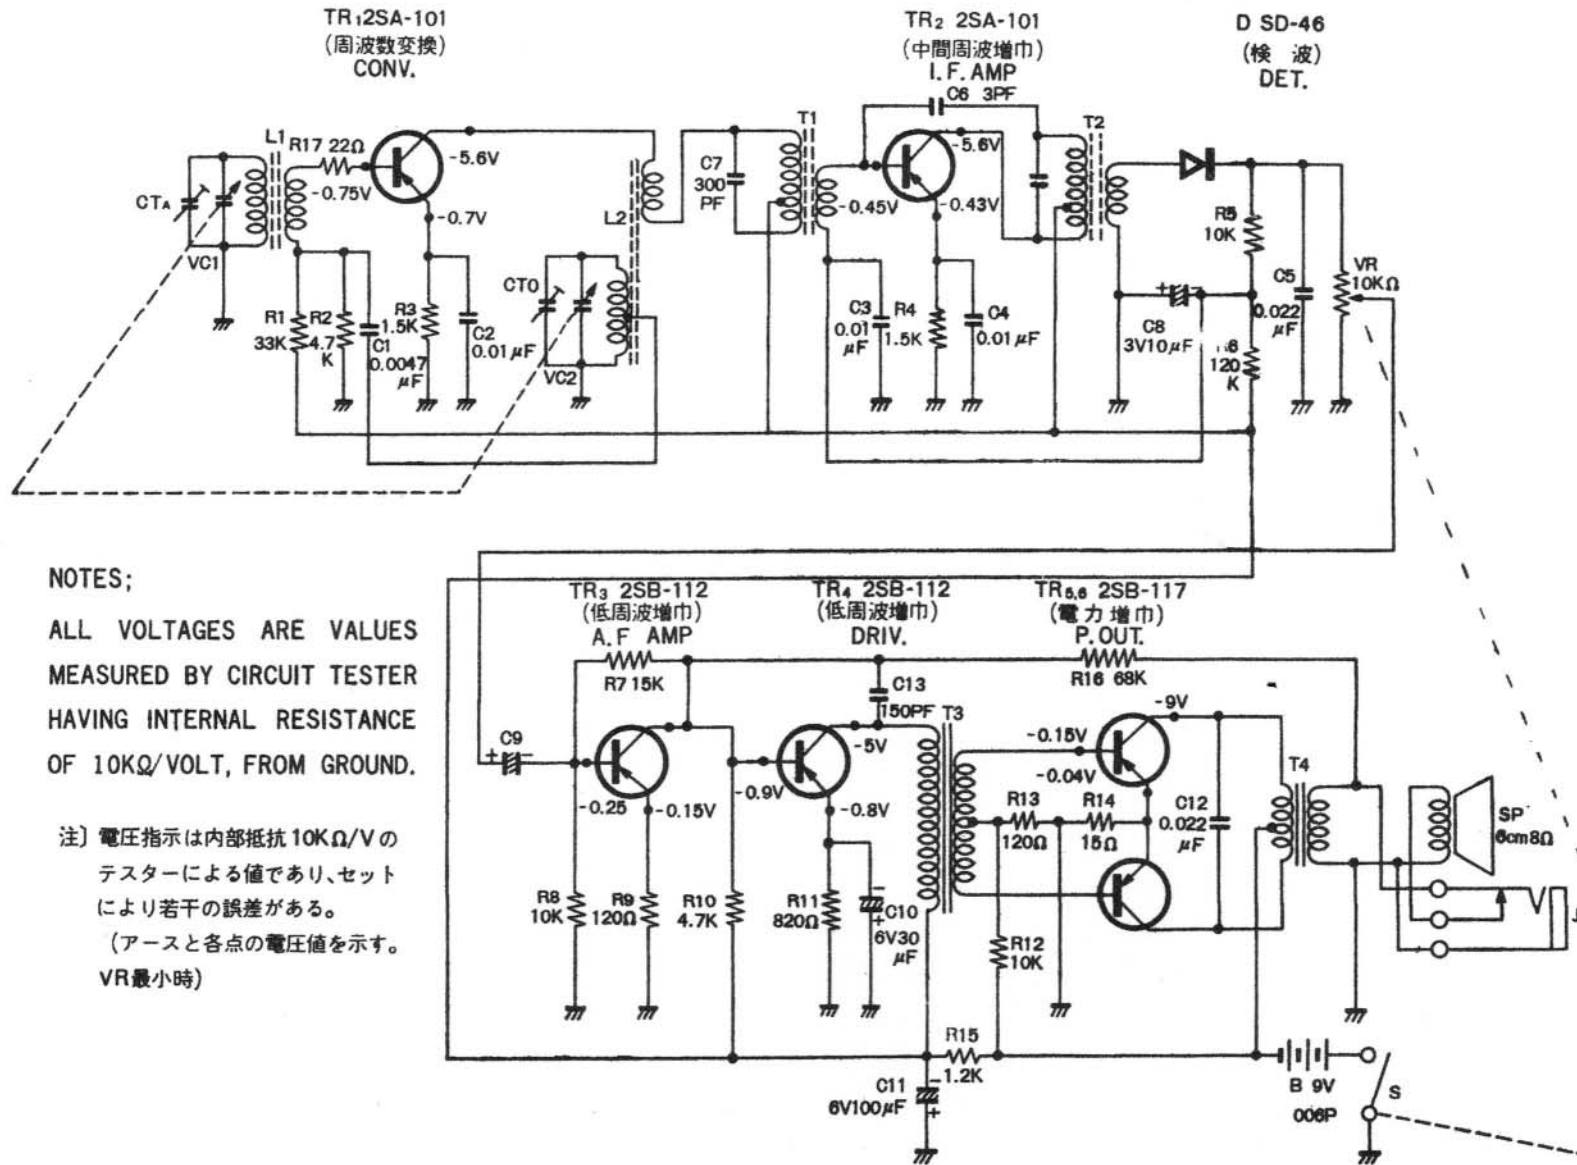 TR₁2SA-101
(周波数変換)
CONV.
TR₂ 2SA-101
(中間周波増巾)
I.F. AMP
D SD-46
(検 波)
DET.
C6 3PF
L1
R17 22Ω
-5.6V
-0.75V
-0.7V
CTA
VC1
R1
33K
R2
4.7
K
C1
0.0047
μF
R3
1.5K
C2
0.01μF
L2
CTO
VC2
C7
300
PF
T1
-5.6V
-0.45V
-0.43V
C3
0.01
μF
R4
1.5K
C4
0.01μF
T2
R5
10K
C8
3V10μF
+
-
120
K
C5
0.022
μF
VR
10KΩ
NOTES;
ALL VOLTAGES ARE VALUES
MEASURED BY CIRCUIT TESTER
HAVING INTERNAL RESISTANCE
OF 10KΩ/VOLT, FROM GROUND.
注〕電圧指示は内部抵抗10KΩ/Vの
テスターによる値であり、セット
により若干の誤差がある。
(アースと各点の電圧値を示す。
VR最小時)
TR₃ 2SB-112
(低周波増巾)
A.F AMP
TR₄ 2SB-112
(低周波増巾)
DRIV.
TR₅,₆ 2SB-117
(電力増巾)
P.OUT.
R7 15K
R16 68K
C13
150PF
T3
-9V
C9
+
-
-5V
-0.15V
-0.04V
-0.25
-0.15V
-0.9V
-0.8V
R13
120Ω
R14
15Ω
C12
0.022
μF
T4
SP
6cm8Ω
J
R8
10K
R9
120Ω
R10
4.7K
R11
820Ω
-
C10
+
6V30
μF
R12
10K
R15
1.2K
C11
6V100μF
-
+
B 9V
006P
S